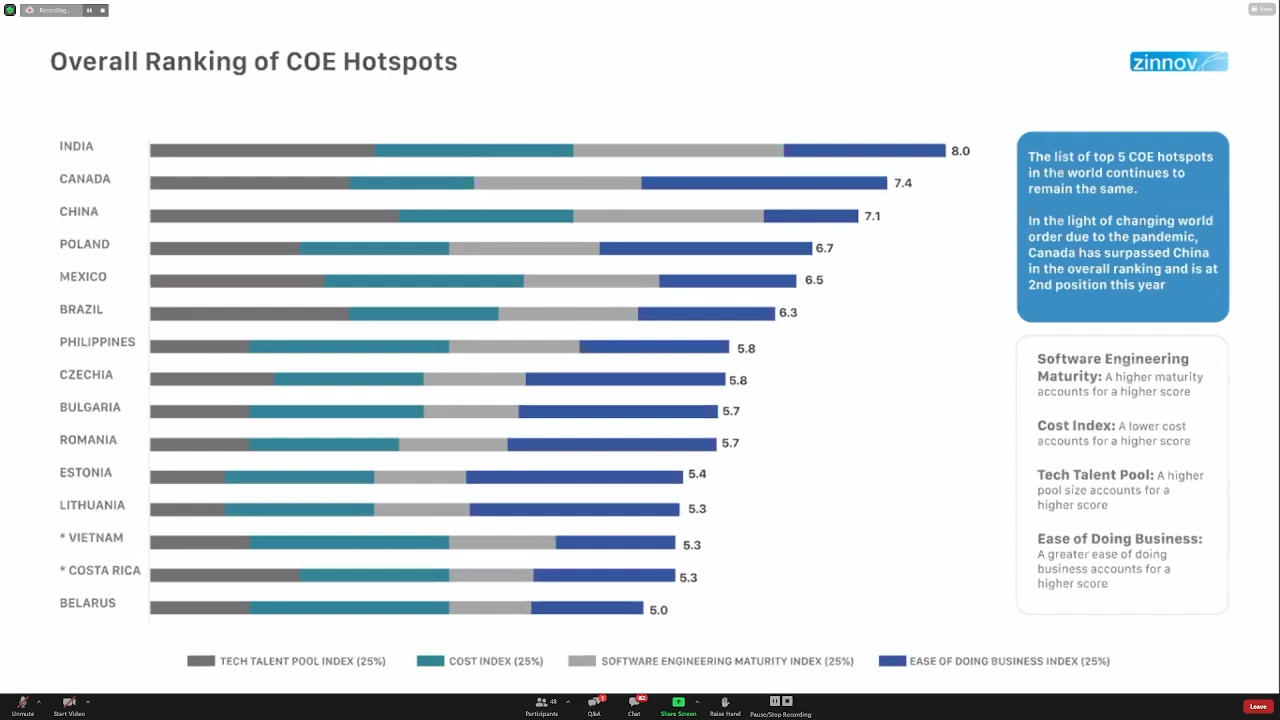 Recording...
View
Overall Ranking of COE Hotspots
zinnov
INDIA
8.0
CANADA
7.4
CHINA
7.1
POLAND
6.7
MEXICO
6.5
BRAZIL
6.3
PHILIPPINES
5.8
CZECHIA
5.8
BULGARIA
5.7
ROMANIA
5.7
ESTONIA
5.4
LITHUANIA
5.3
* VIETNAM
5.3
* COSTA RICA
5.3
BELARUS
5.0
The list of top 5 COE hotspots
in the world continues to
remain the same.
In the light of changing world
order due to the pandemic,
Canada has surpassed China
in the overall ranking and is at
2nd position this year
Software Engineering
Maturity: A higher maturity
accounts for a higher score
Cost Index: A lower cost
accounts for a higher score
Tech Talent Pool: A higher
pool size accounts for a
higher score
Ease of Doing Business:
A greater ease of doing
business accounts for a
higher score
TECH TALENT POOL INDEX (25%)
COST INDEX (25%)
SOFTWARE ENGINEERING MATURITY INDEX (25%)
EASE OF DOING BUSINESS INDEX (25%)
Unmute
Start Video
48
Participants
Q&A
Chat
Share Screen
Raise Hand
Pause/Stop Recording
Leave